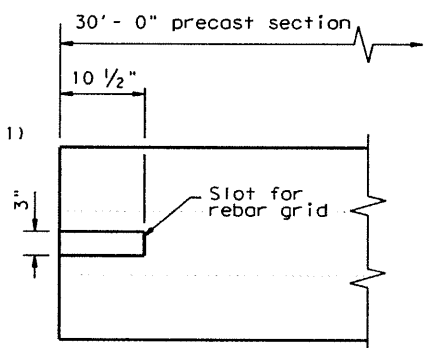 30'- 0" precast section
10 1/2"
1)
3"
Slot for
rebar grid